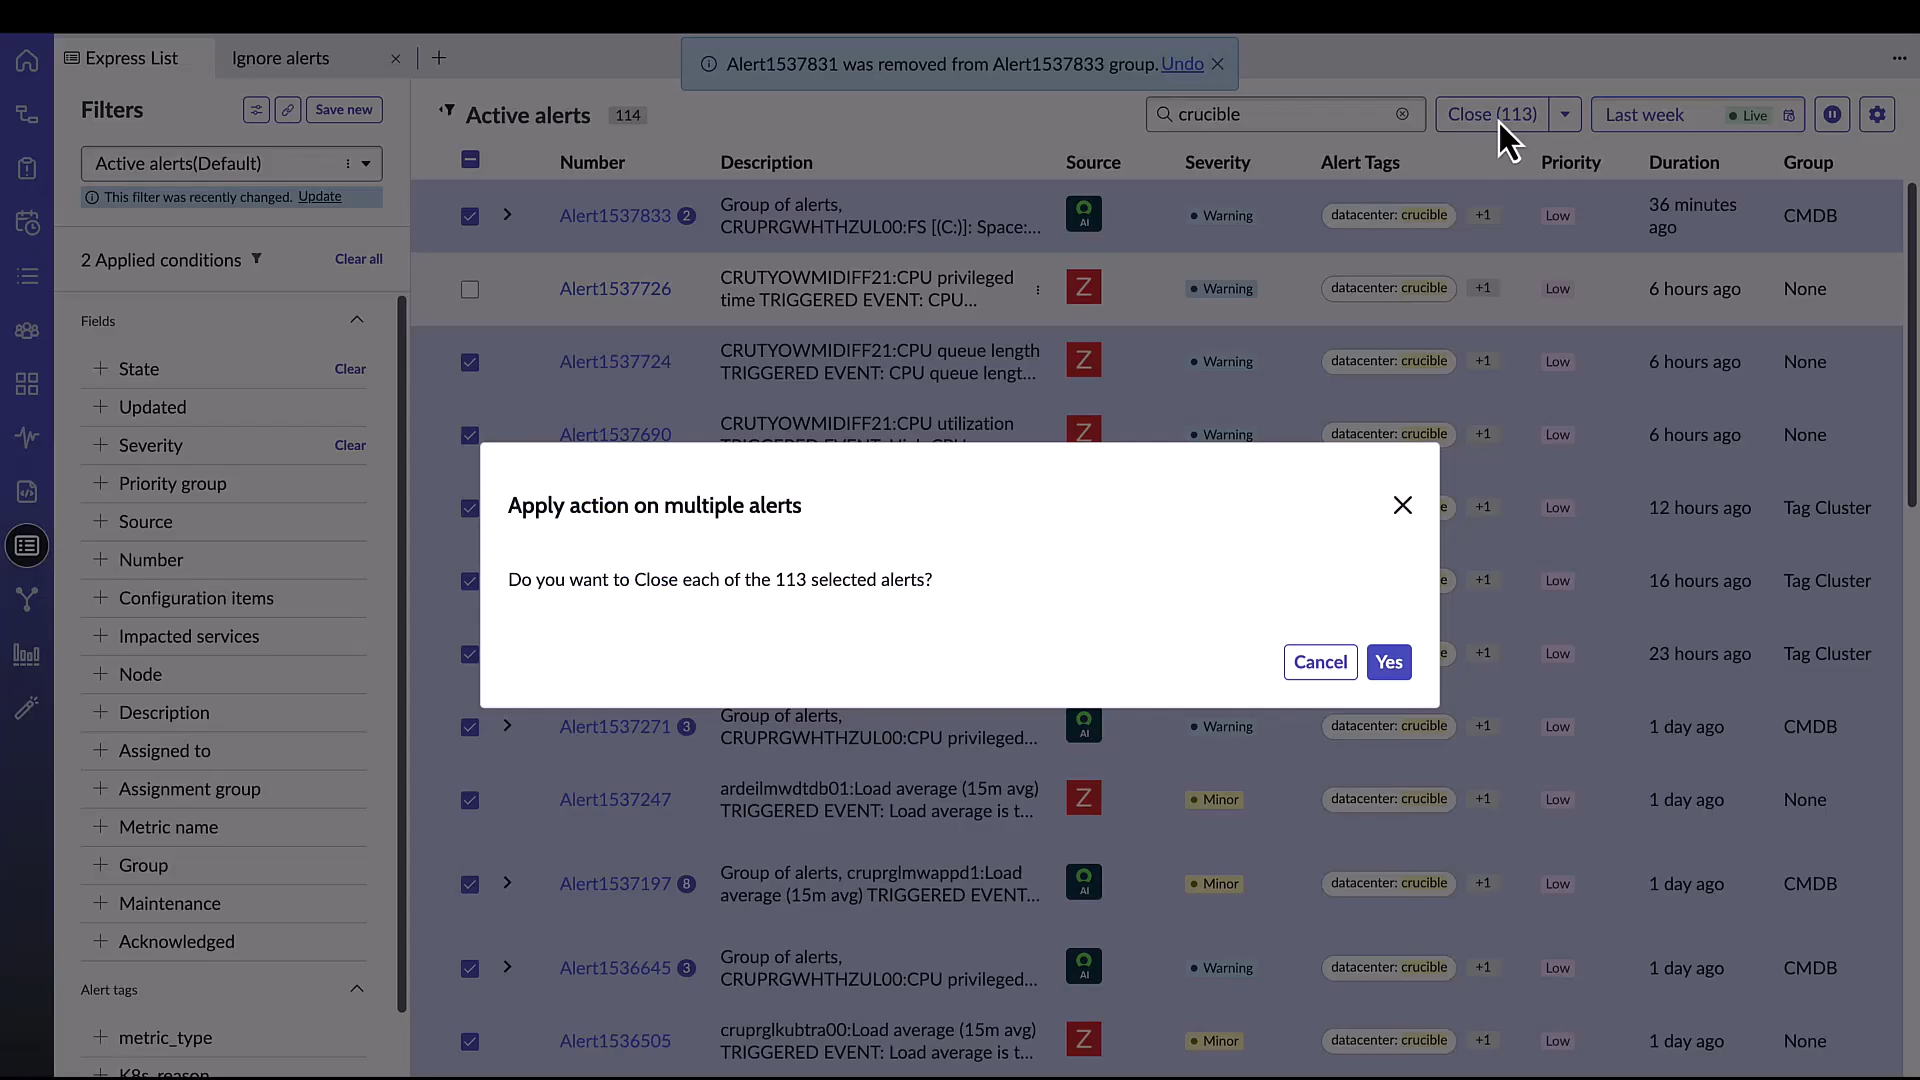 Express List
Ignore alerts
Alert1537831 was removed from Alert1537833 group. Undo
Filters
Save new
Active alerts 114
crucible
Close (113)
Last week
Live
Active alerts(Default)
This filter was recently changed. Update
2 Applied conditions
Clear all
Fields
State
Clear
Updated
Severity
Clear
Priority group
Source
Number
Configuration items
Impacted services
Node
Description
Assigned to
Assignment group
Metric name
Group
Maintenance
Acknowledged
Alert tags
metric_type
K8s_reason
Number
Description
Source
Severity
Alert Tags
Priority
Duration
Group
Alert1537833 2
Group of alerts,
CRUPRGWHTHZUL00:FS [(C:)]: Space:...
AI
Warning
datacenter: crucible
+1
Low
36 minutes
ago
CMDB
Alert1537726
CRUTYOWMIDIFF21:CPU privileged
time TRIGGERED EVENT: CPU...
Z
Warning
datacenter: crucible
+1
Low
6 hours ago
None
Alert1537724
CRUTYOWMIDIFF21:CPU queue length
TRIGGERED EVENT: CPU queue lengt...
Z
Warning
datacenter: crucible
+1
Low
6 hours ago
None
Alert1537690
CRUTYOWMIDIFF21:CPU utilization
Z
Warning
datacenter: crucible
+1
Low
6 hours ago
None
Apply action on multiple alerts
Do you want to Close each of the 113 selected alerts?
Cancel
Yes
e
+1
Low
12 hours ago
Tag Cluster
e
+1
Low
16 hours ago
Tag Cluster
e
+1
Low
23 hours ago
Tag Cluster
Alert1537271 3
Group of alerts,
CRUPRGWHTHZUL00:CPU privileged...
AI
Warning
datacenter: crucible
+1
Low
1 day ago
CMDB
Alert1537247
ardeilmwdtdb01:Load average (15m avg)
TRIGGERED EVENT: Load average is t...
Z
Minor
datacenter: crucible
+1
Low
1 day ago
None
Alert1537197 8
Group of alerts, cruprglmwappd1:Load
average (15m avg) TRIGGERED EVENT...
AI
Minor
datacenter: crucible
+1
Low
1 day ago
CMDB
Alert1536645 3
Group of alerts,
CRUPRGWHTHZUL00:CPU privileged...
AI
Warning
datacenter: crucible
+1
Low
1 day ago
CMDB
Alert1536505
cruprglkubtra00:Load average (15m avg)
TRIGGERED EVENT: Load average is t...
Z
Minor
datacenter: crucible
+1
Low
1 day ago
None